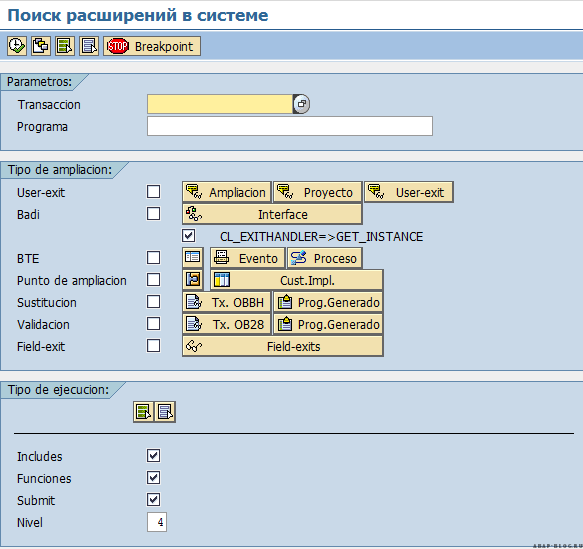 Поиск расширений в системе
STOP Breakpoint
Parametros:
Transaccion
Programa
Tipo de ampliacion:
User-exit Ampliacion Proyecto User-exit
Badi Interface
CL_EXITHANDLER=>GET_INSTANCE
BTE Evento Proceso
Punto de ampliacion Cust.Impl.
Sustitucion Tx. OBBH Prog.Generado
Validacion Tx. OB28 Prog.Generado
Field-exit Field-exits
Tipo de ejecucion:
Includes
Funciones
Submit
Nivel 4
ABAP-BLOG.RU